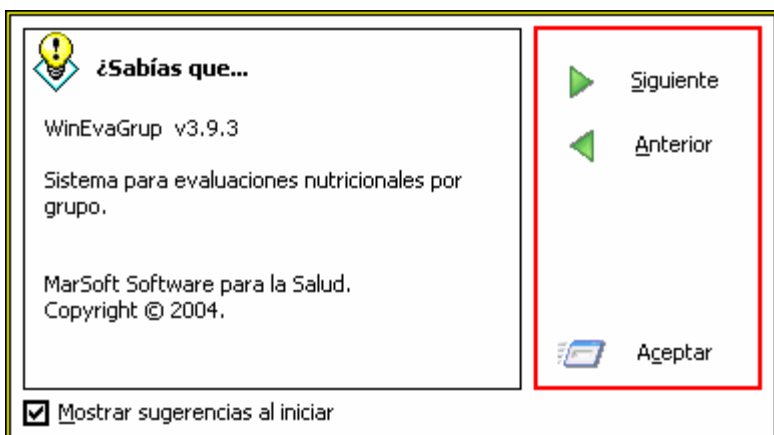 ¿Sabías que...
WinEvaGrup v3.9.3
Sistema para evaluaciones nutricionales por
grupo.
MarSoft Software para la Salud.
Copyright © 2004.
Siguiente
Anterior
Aceptar
Mostrar sugerencias al iniciar